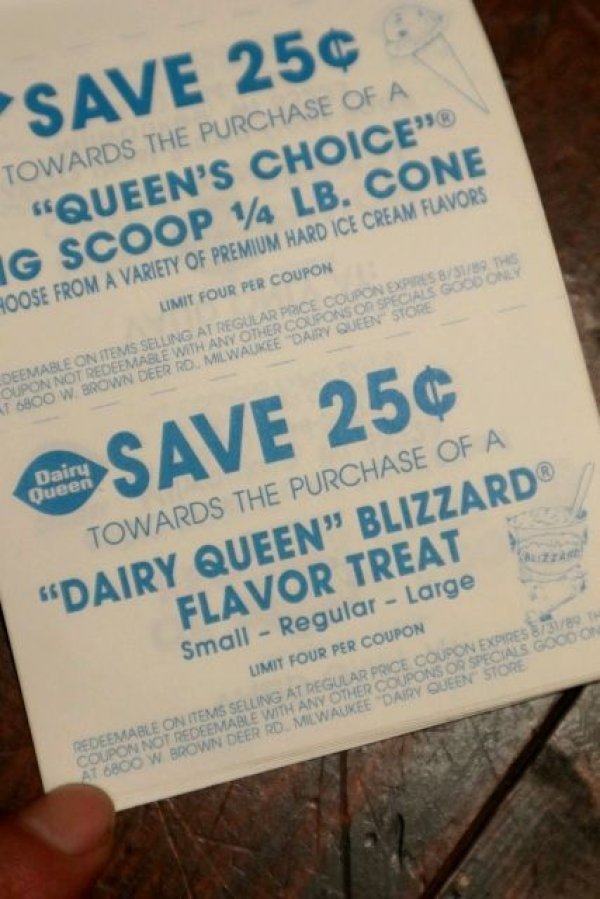 SAVE 25¢
TOWARDS THE PURCHASE OF A
"QUEEN'S CHOICE"®
IG SCOOP 1/4 LB. CONE
HOOSE FROM A VARIETY OF PREMIUM HARD ICE CREAM FLAVORS
LIMIT FOUR PER COUPON
DEEMABLE ON ITEMS SELLING AT REGULAR PRICE. COUPON EXPIRES 8/31/89. THIS
OUPON NOT REDEEMABLE WITH ANY OTHER COUPONS OR SPECIALS. GOOD ONLY
AT 6800 W. BROWN DEER RD., MILWAUKEE "DAIRY QUEEN" STORE.
Dairy
Queen
SAVE 25¢
TOWARDS THE PURCHASE OF A
"DAIRY QUEEN" BLIZZARD®
FLAVOR TREAT
BLIZZARD
Small - Regular - Large
LIMIT FOUR PER COUPON
REDEEMABLE ON ITEMS SELLING AT REGULAR PRICE. COUPON EXPIRES 8/31/89. TH
COUPON NOT REDEEMABLE WITH ANY OTHER COUPONS OR SPECIALS. GOOD ON
AT 6800 W. BROWN DEER RD., MILWAUKEE "DAIRY QUEEN" STORE.